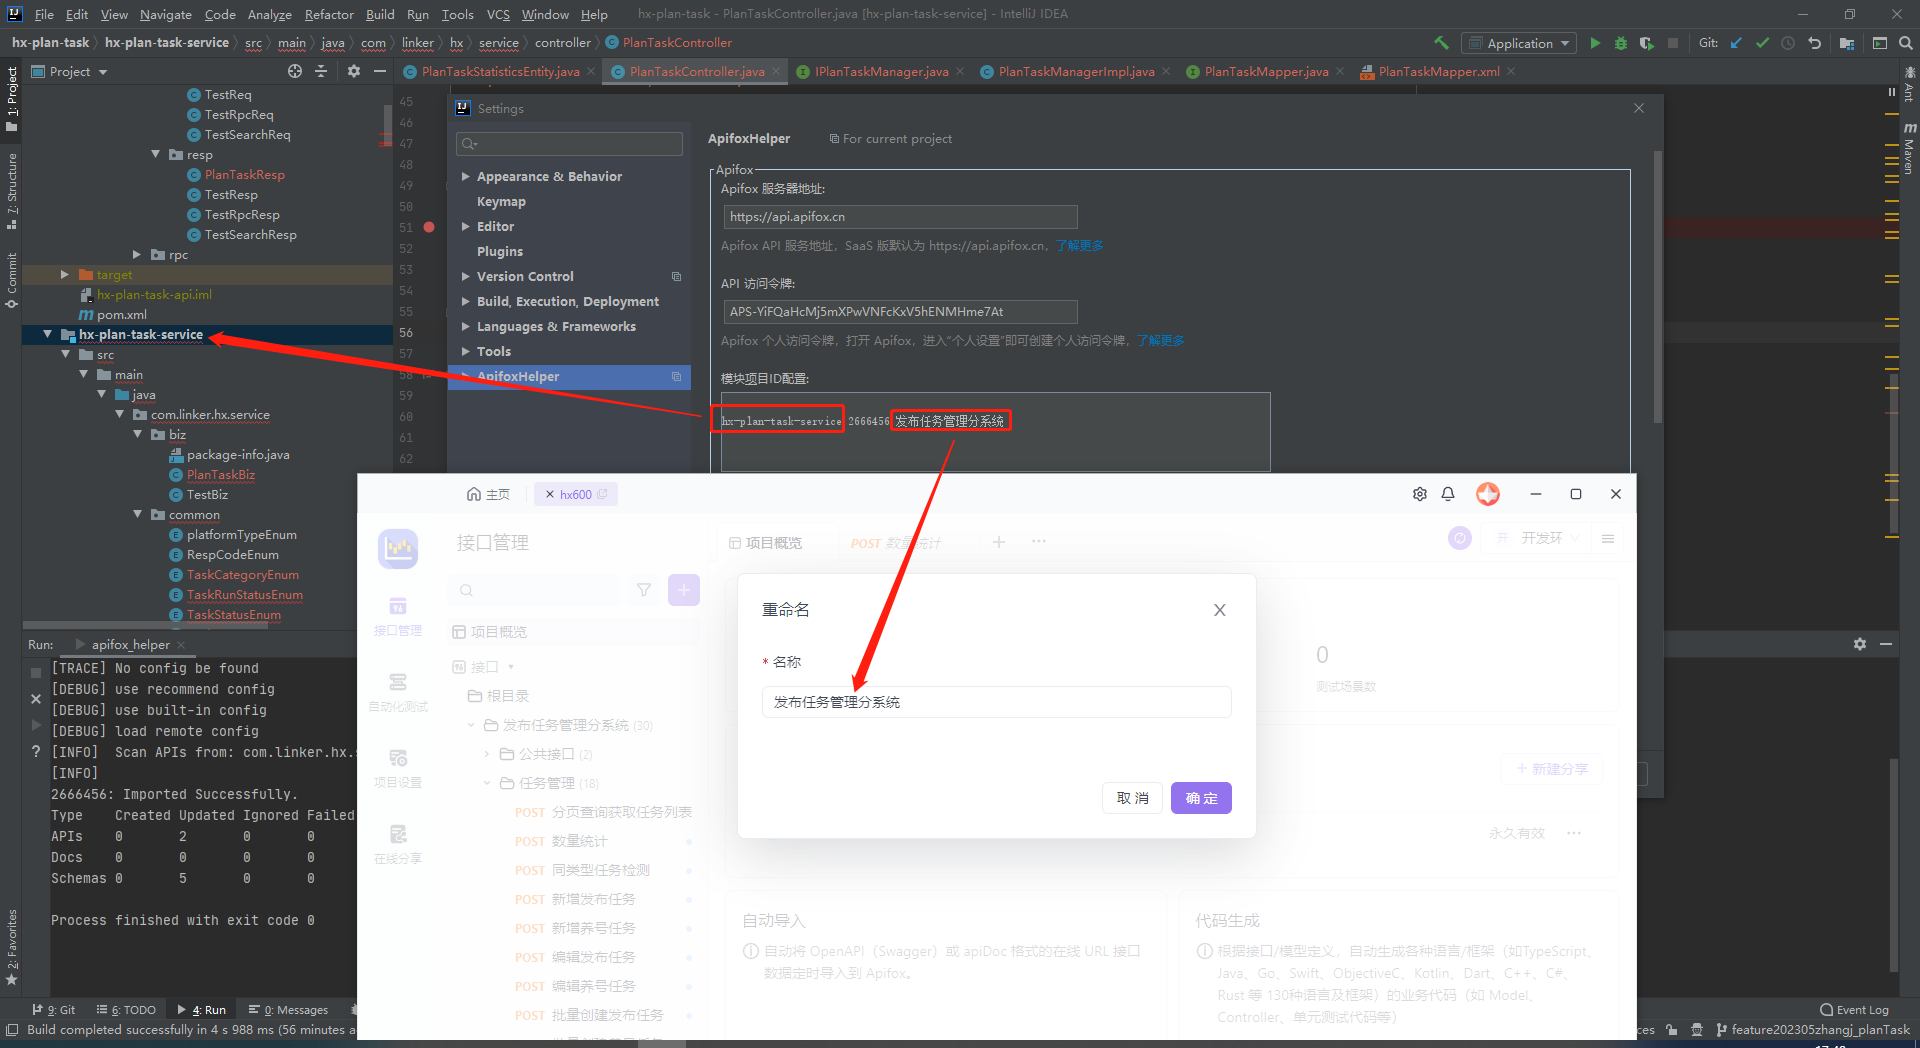 File Edit View Navigate Code Analyze Refactor Build Run Tools VCS Window Help hx-plan-task - PlanTaskController.java [hx-plan-task-service] - IntelliJ IDEA
hx-plan-task hx-plan-task-service src main java com linker hx service controller PlanTaskController Application Git:
Project
PlanTaskStatisticsEntity.java PlanTaskController.java IPlanTaskManager.java PlanTaskManagerImpl.java PlanTaskMapper.java PlanTaskMapper.xml
1: Project
7: Structure
Commit
2: Favorites
Ant
Maven
TestReq
TestRpcReq
TestSearchReq
resp
PlanTaskResp
TestResp
TestRpcResp
TestSearchResp
rpc
target
hx-plan-task-api.iml
pom.xml
hx-plan-task-service
src
main
java
com.linker.hx.service
biz
package-info.java
PlanTaskBiz
TestBiz
common
platformTypeEnum
RespCodeEnum
TaskCategoryEnum
TaskRunStatusEnum
TaskStatusEnum
45
46
47
48
49
50
51
52
53
54
55
56
57
58
59
60
61
62
Settings
Appearance & Behavior
Keymap
Editor
Plugins
Version Control
Build, Execution, Deployment
Languages & Frameworks
Tools
ApifoxHelper
ApifoxHelper For current project
Apifox
Apifox 服务器地址:
https://api.apifox.cn
Apifox API 服务地址，SaaS 版默认为 https://api.apifox.cn，了解更多
API 访问令牌:
APS-YiFQaHcMj5mXPwVNFcKxV5hENMHme7At
Apifox 个人访问令牌，打开 Apifox，进入“个人设置”即可创建个人访问令牌，了解更多
模块项目ID配置:
hx-plan-task-service 2666456 发布任务管理分系统
Run: apifox_helper
[TRACE] No config be found
[DEBUG] use recommend config
[DEBUG] use built-in config
[DEBUG] load remote config
[INFO] Scan APIs from: com.linker.hx.
[INFO]
2666456: Imported Successfully.
Type Created Updated Ignored Failed
APIs 0 2 0 0
Docs 0 0 0 0
Schemas 0 5 0 0
Process finished with exit code 0
主页 hx600
接口管理
自动化测试
项目设置
在线分享
接口管理
项目概览
接口
根目录
发布任务管理分系统 (30)
公共接口 (2)
任务管理 (18)
POST 分页查询获取任务列表
POST 数量统计
POST 同类型任务检测
POST 新增发布任务
POST 新增养号任务
POST 编辑发布任务
POST 编辑养号任务
POST 批量创建发布任务
项目概览 POST 数量统计
开 开发环
0
测试场景数
重命名
* 名称
发布任务管理分系统
取 消 确 定
新建分享
永久有效
自动导入
自动将 OpenAPI（Swagger）或 apiDoc 格式的在线 URL 接口
数据定时导入到 Apifox。
代码生成
根据接口/模型定义，自动生成各种语言/框架（如TypeScript、
Java、Go、Swift、ObjectiveC、Kotlin、Dart、C++、C#、
Rust 等 130种语言及框架）的业务代码（如 Model、
Controller、单元测试代码等）
9: Git 6: TODO 4: Run 0: Messages Event Log
Build completed successfully in 4 s 988 ms (56 minutes a ces feature202305zhangj_planTask